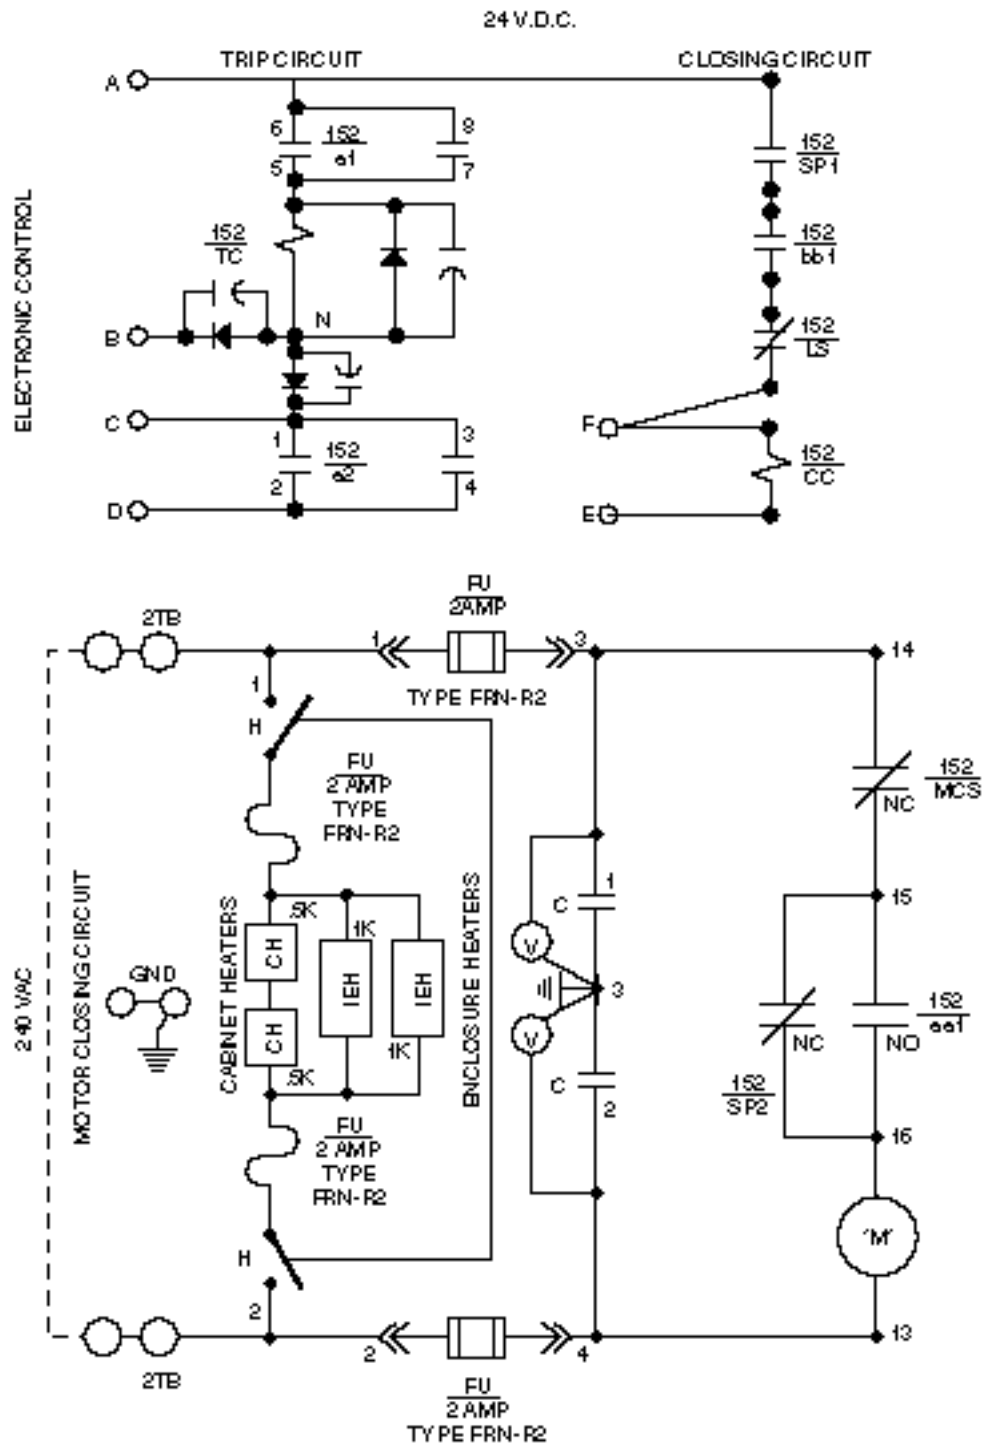 24 V.D.C.
TRIP CIRCUIT
CLOSING CIRCUIT
A
6
152
a1
8
5
7
152
SP1
ELECTRONIC CONTROL
152
TC
152
bb1
B
N
152
LS
C
F
1
152
a2
3
2
4
152
CC
D
E
FU
2AMP
2TB
1
3
14
TYPE FRN-R2
1
H
FU
2 AMP
TYPE
FRN-R2
152
MCS
NC
240 VAC
MOTOR CLOSING CIRCUIT
GND
CABINET HEATERS
.5K
CH
CH
.5K
1K
1EH
1EH
1K
ENCLOSURE HEATERS
1
C
V
3
V
C
2
15
152
aa1
NC
NO
152
SP2
16
FU
2 AMP
TYPE
FRN-R2
"M"
H
2
13
2
4
2TB
FU
2AMP
TYPE FRN-R2